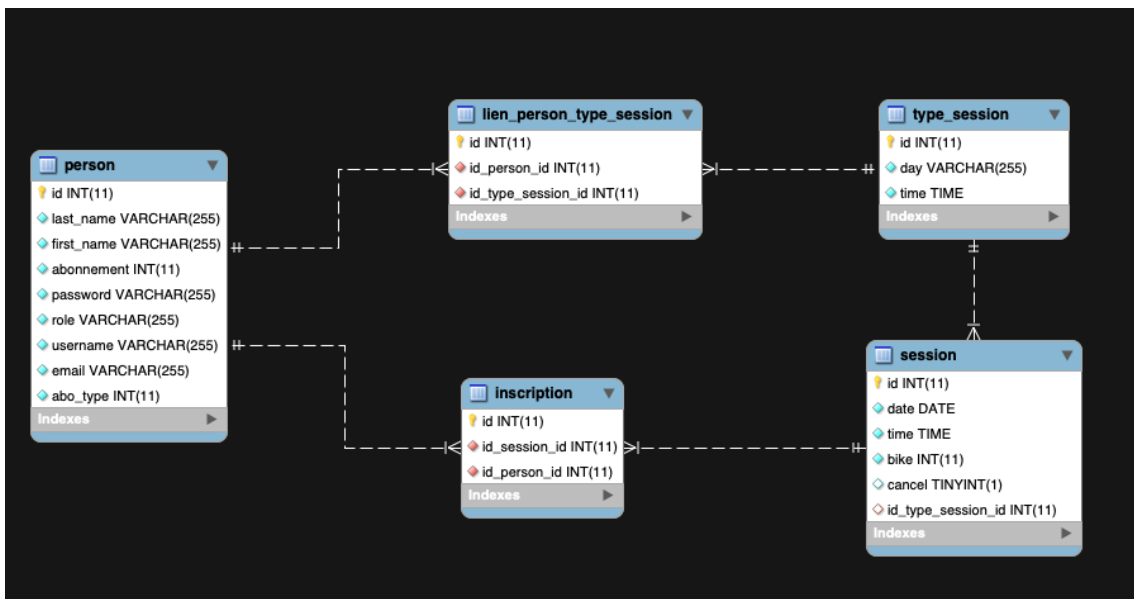 person
id INT(11)
last_name VARCHAR(255)
first_name VARCHAR(255)
abonnement INT(11)
password VARCHAR(255)
role VARCHAR(255)
username VARCHAR(255)
email VARCHAR(255)
abo_type INT(11)
Indexes
lien_person_type_session
id INT(11)
id_person_id INT(11)
id_type_session_id INT(11)
Indexes
type_session
id INT(11)
day VARCHAR(255)
time TIME
Indexes
inscription
id INT(11)
id_session_id INT(11)
id_person_id INT(11)
Indexes
session
id INT(11)
date DATE
time TIME
bike INT(11)
cancel TINYINT(1)
id_type_session_id INT(11)
Indexes